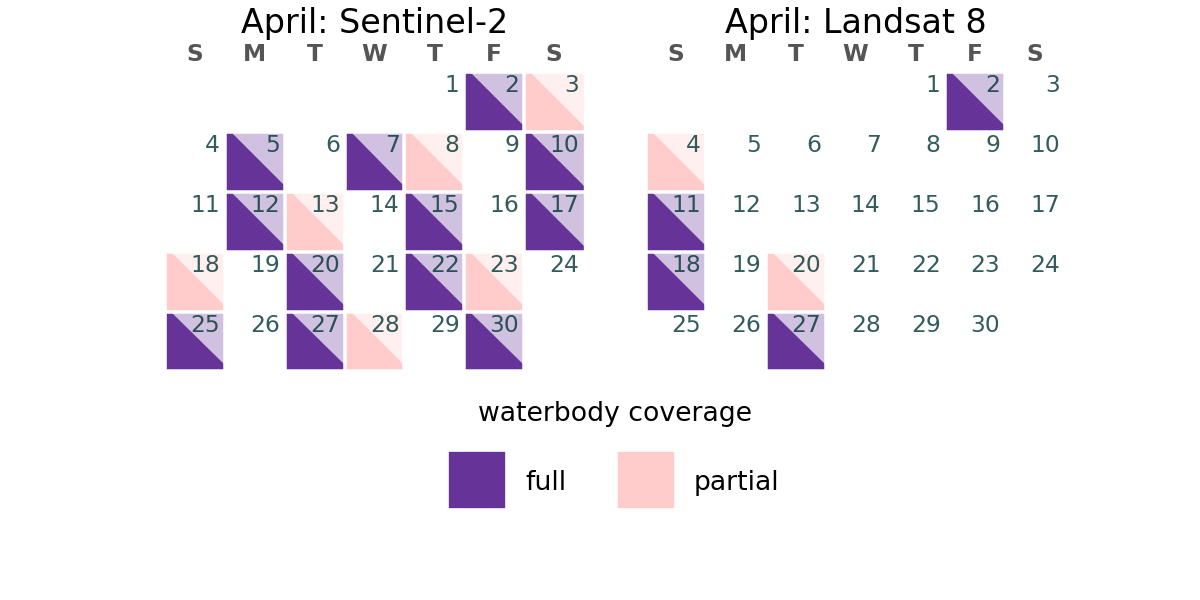 April: Sentinel-2
S M T W T F S
1 2 3
4 5 6 7 8 9 10
11 12 13 14 15 16 17
18 19 20 21 22 23 24
25 26 27 28 29 30
April: Landsat 8
S M T W T F S
1 2 3
4 5 6 7 8 9 10
11 12 13 14 15 16 17
18 19 20 21 22 23 24
25 26 27 28 29 30
waterbody coverage
full
partial